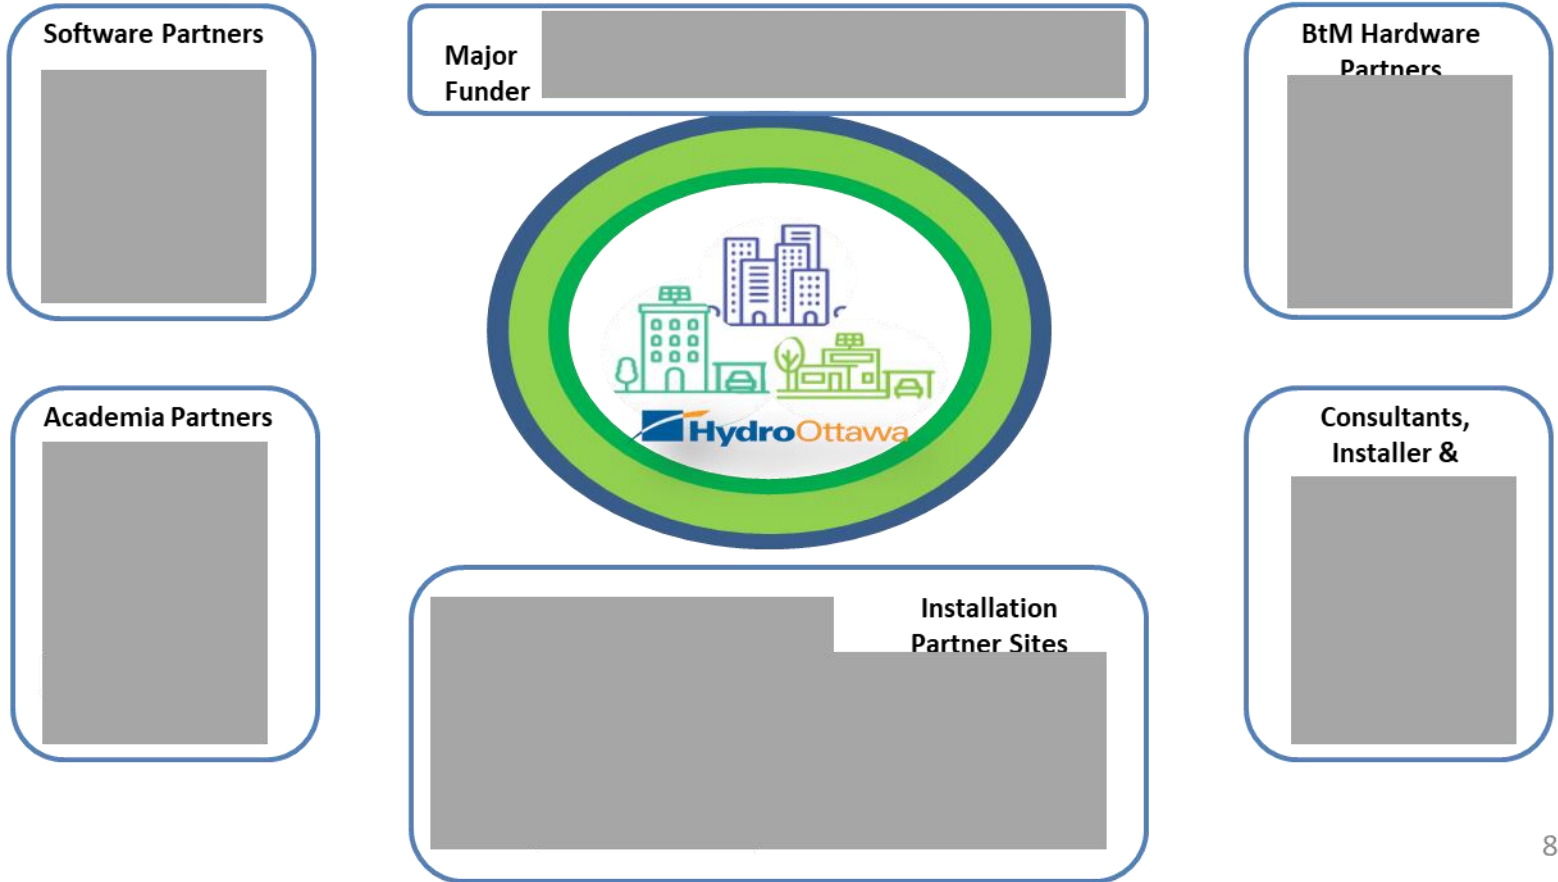 Software Partners
Major
Funder
BtM Hardware
Partners
HydroOttawa
Academia Partners
Consultants,
Installer &
Installation
Partner Sites
8